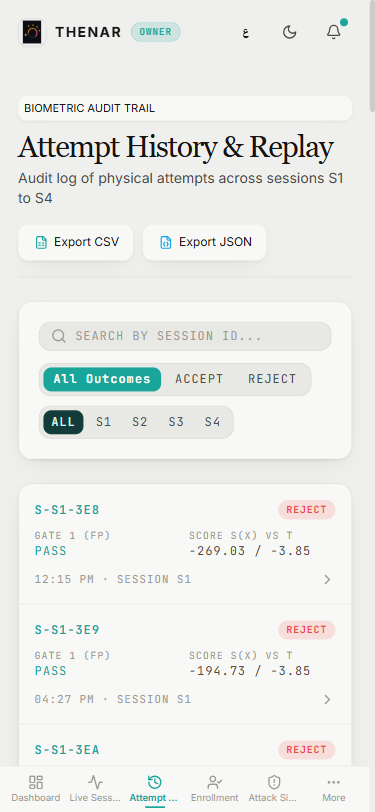 THENAR OWNER ع
BIOMETRIC AUDIT TRAIL
Attempt History & Replay
Audit log of physical attempts across sessions S1
to S4
Export CSV Export JSON
SEARCH BY SESSION ID...
All Outcomes ACCEPT REJECT
ALL S1 S2 S3 S4
S-S1-3E8 REJECT
GATE 1 (FP) SCORE S(X) VS T
PASS -269.03 / -3.85
12:15 PM · SESSION S1
S-S1-3E9 REJECT
GATE 1 (FP) SCORE S(X) VS T
PASS -194.73 / -3.85
04:27 PM · SESSION S1
S-S1-3EA REJECT
Dashboard Live Sess... Attempt ... Enrollment Attack Si... More